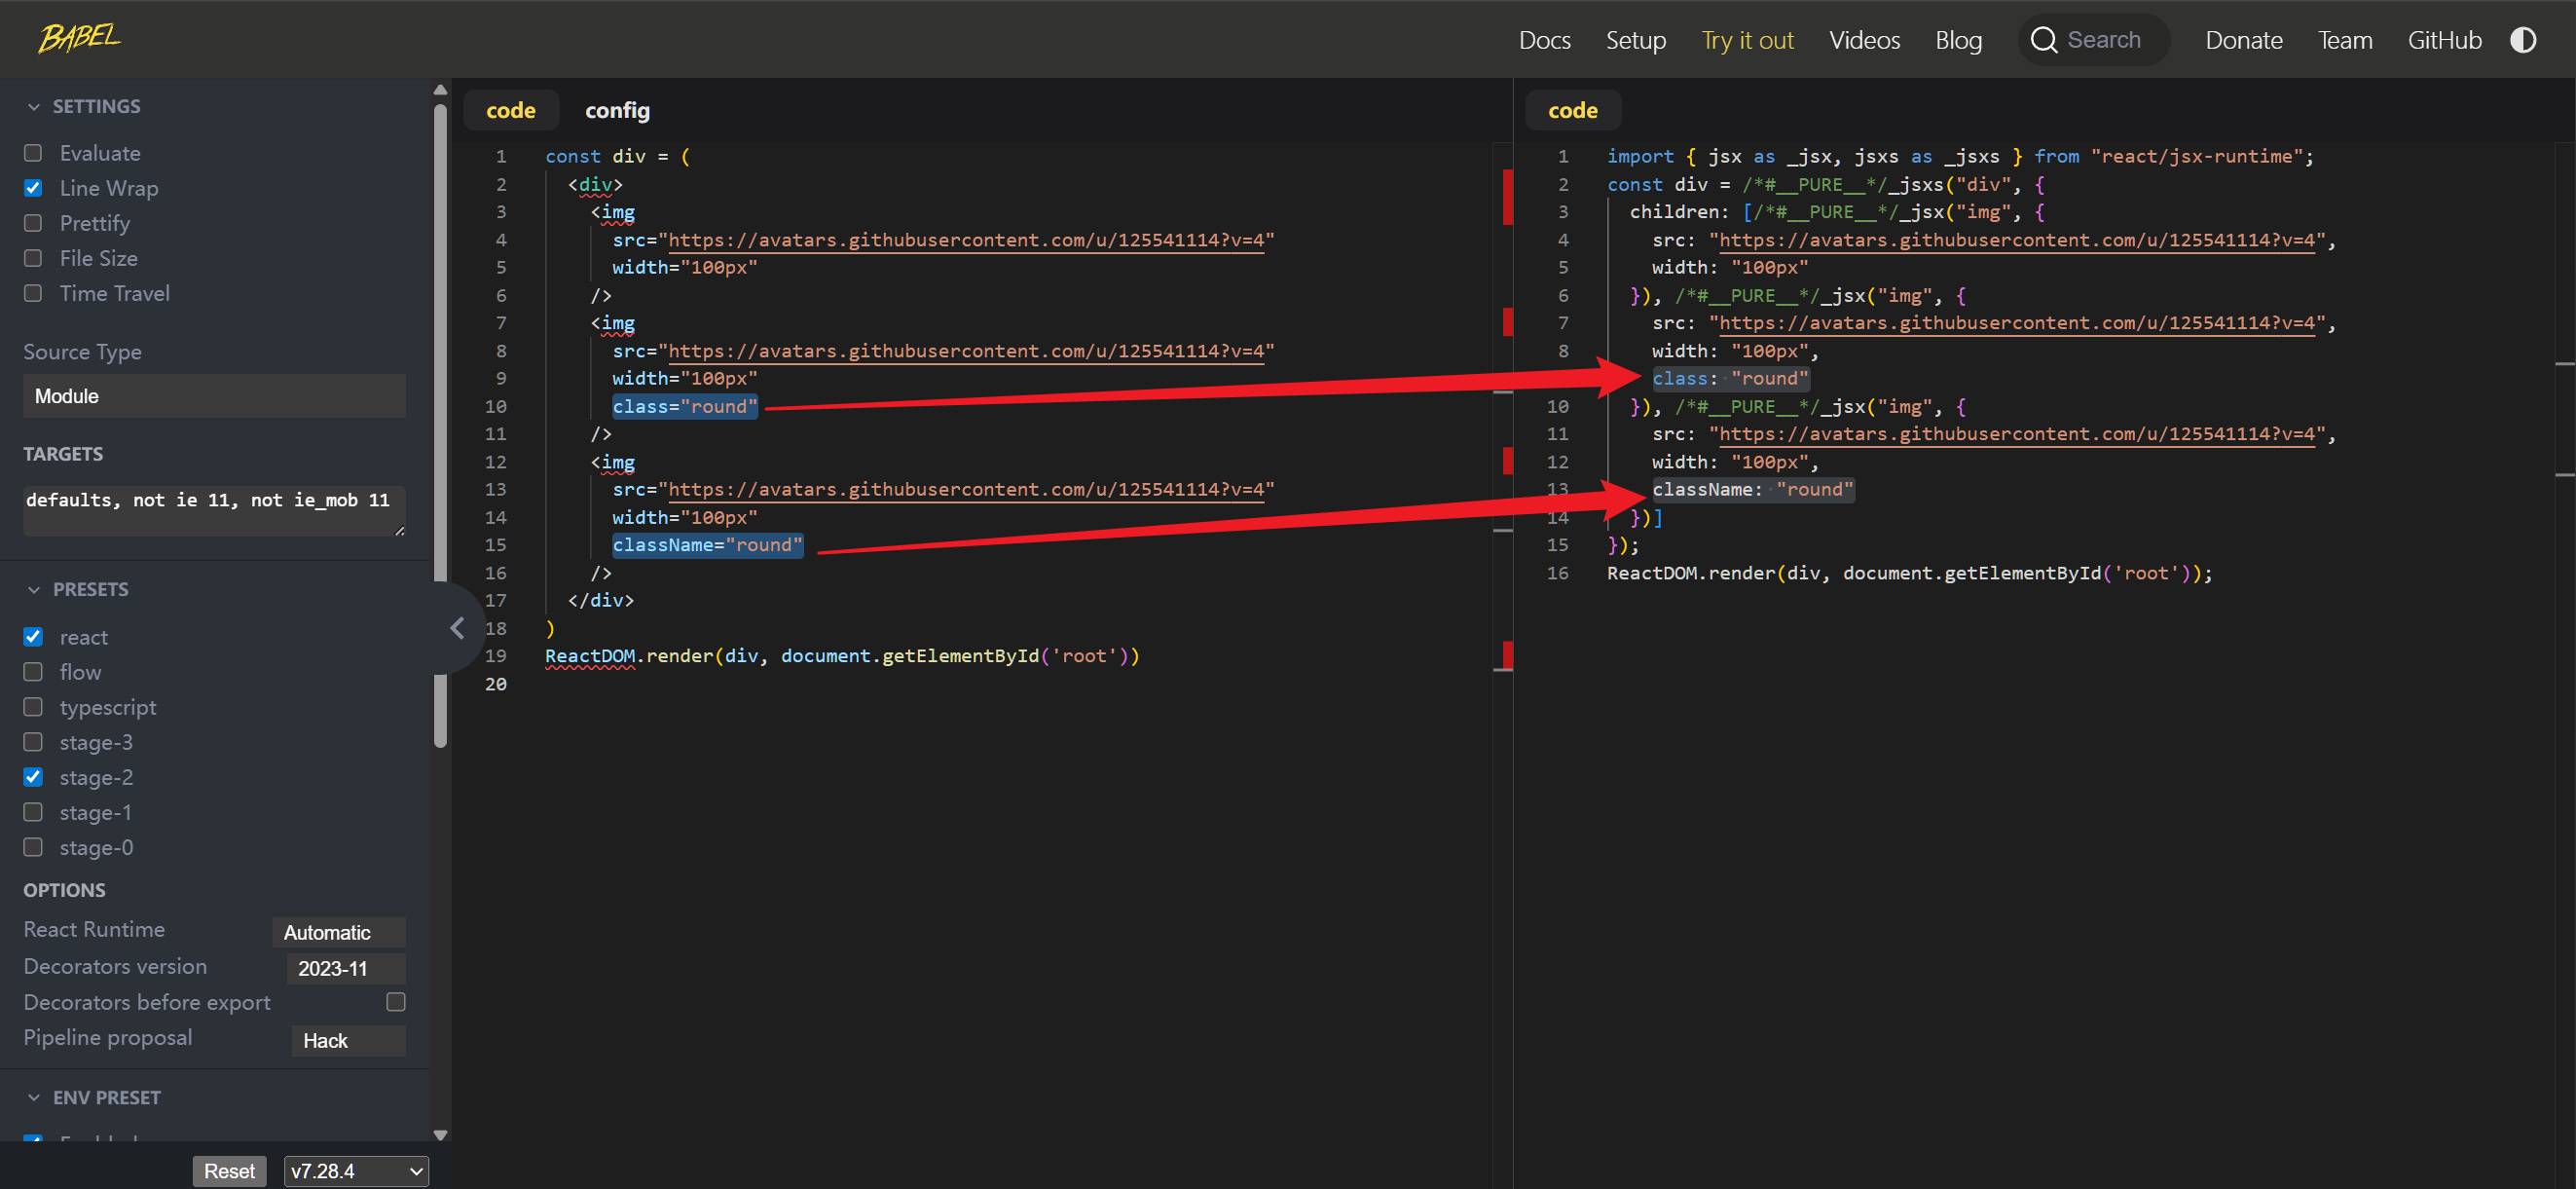 BABEL
Docs Setup Try it out Videos Blog Search Donate Team GitHub
SETTINGS
Evaluate
Line Wrap
Prettify
File Size
Time Travel
Source Type
Module
TARGETS
defaults, not ie 11, not ie_mob 11
PRESETS
react
flow
typescript
stage-3
stage-2
stage-1
stage-0
OPTIONS
React Runtime Automatic
Decorators version 2023-11
Decorators before export
Pipeline proposal Hack
ENV PRESET
Reset v7.28.4
code config
1 const div = (
2 <div>
3 <img
4 src="https://avatars.githubusercontent.com/u/125541114?v=4"
5 width="100px"
6 />
7 <img
8 src="https://avatars.githubusercontent.com/u/125541114?v=4"
9 width="100px"
10 class="round"
11 />
12 <img
13 src="https://avatars.githubusercontent.com/u/125541114?v=4"
14 width="100px"
15 className="round"
16 />
17 </div>
18 )
19 ReactDOM.render(div, document.getElementById('root'))
20
code
1 import { jsx as _jsx, jsxs as _jsxs } from "react/jsx-runtime";
2 const div = /*#__PURE__*/_jsxs("div", {
3 children: [/*#__PURE__*/_jsx("img", {
4 src: "https://avatars.githubusercontent.com/u/125541114?v=4",
5 width: "100px"
6 }), /*#__PURE__*/_jsx("img", {
7 src: "https://avatars.githubusercontent.com/u/125541114?v=4",
8 width: "100px",
class: "round"
10 }), /*#__PURE__*/_jsx("img", {
11 src: "https://avatars.githubusercontent.com/u/125541114?v=4",
12 width: "100px",
13 className: "round"
14 })]
15 });
16 ReactDOM.render(div, document.getElementById('root'));